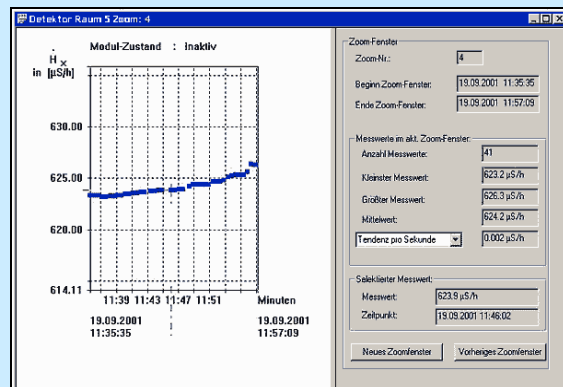 Detektor Raum 5 Zoom: 4
Modul-Zustand : Inaktiv
H x
in [µS/h]
630.00
625.00
620.00
614.11
11:39 11:43 11:47 11:51 Minuten
19.09.2001 19.09.2001
11:35:35 11:57:09
Zoom-Fenster
Zoom-Nr.: 4
Beginn Zoom-Fenster: 19.09.2001 11:35:35
Ende Zoom-Fenster: 19.09.2001 11:57:09
Messwerte im akt. Zoom-Fenster:
Anzahl Messwerte: 41
Kleinster Messwert: 623.2 µS/h
Größter Messwert: 626.3 µS/h
Mittelwert: 624.2 µS/h
Tendenz pro Sekunde 0.002 µS/h
Selektierter Messwert:
Messwert: 623.9 µS/h
Zeitpunkt: 19.09.2001 11:46:02
Neues Zoomfenster Vorheriges Zoomfenster